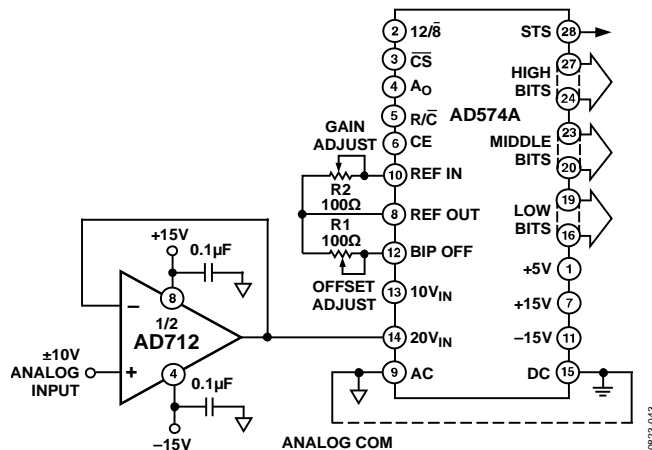 2 12/8̅ STS 28
3 C̅S̅ 27
HIGH
BITS
4 A₀ 24
5 R/C̅ AD574A
GAIN
ADJUST
6 CE 23
MIDDLE
BITS
R2
100Ω
10 REF IN 20
8 REF OUT 19
LOW
BITS
R1
100Ω
12 BIP OFF 16
OFFSET
ADJUST
+5V 1
13 10VIN
+15V 7
14 20VIN
–15V 11
9 AC DC 15
ANALOG COM
+15V
0.1µF
8
–
1/2
AD712
±10V
ANALOG
INPUT
+
4
0.1µF
–15V
0823-043